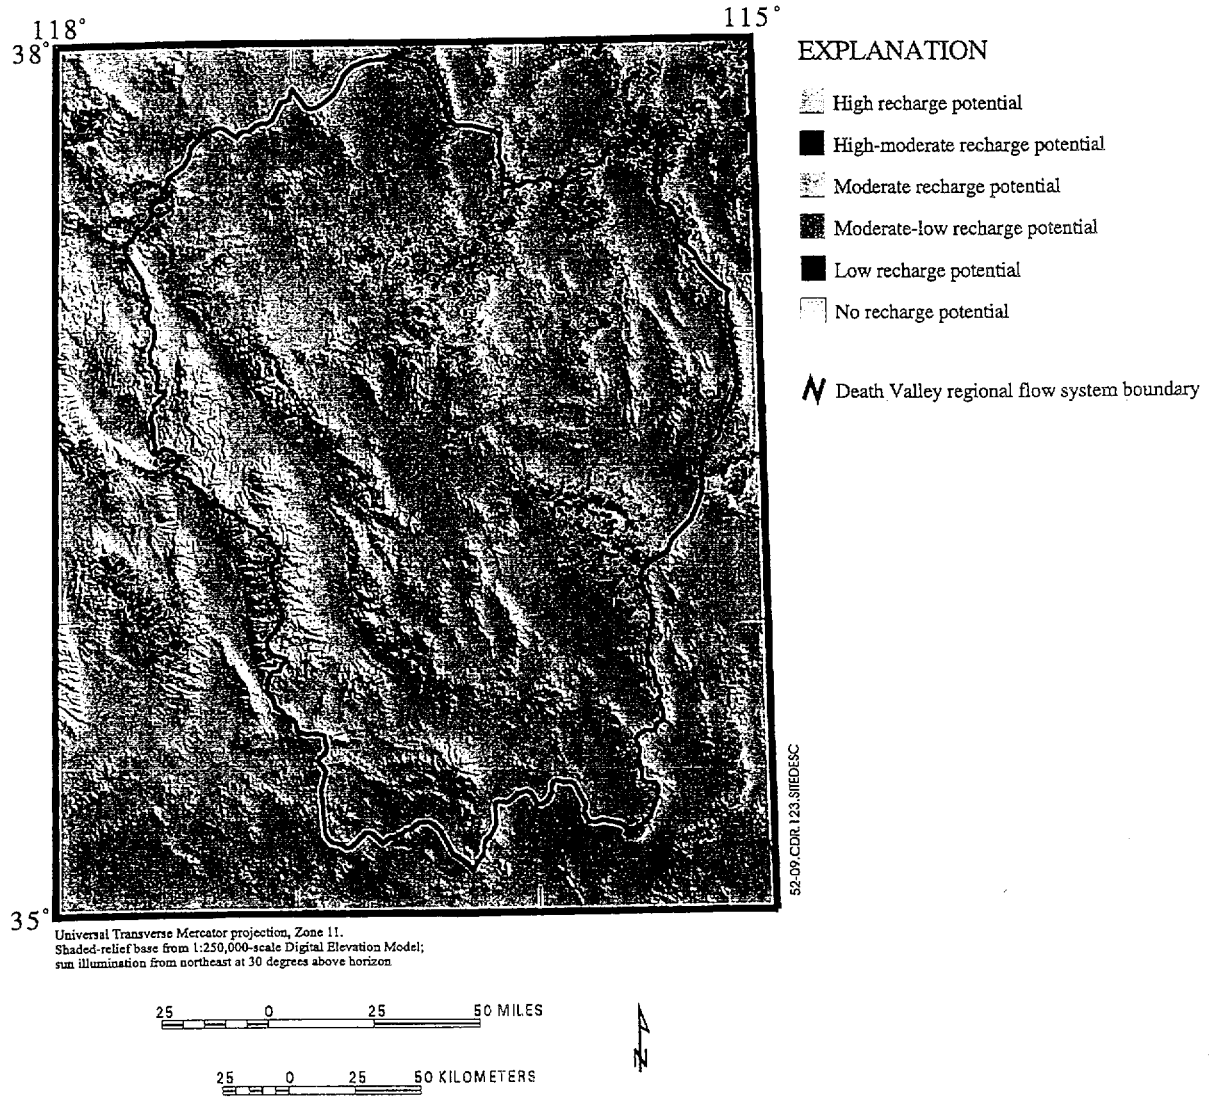 118°
115°
38°
EXPLANATION
High recharge potential
High-moderate recharge potential
Moderate recharge potential
Moderate-low recharge potential
Low recharge potential
No recharge potential
Death Valley regional flow system boundary
52-09.CDR.123.SITEDESC
35°
Universal Transverse Mercator projection, Zone 11.
Shaded-relief base from 1:250,000-scale Digital Elevation Model;
sun illumination from northeast at 30 degrees above horizon
25 0 25 50 MILES
N
25 0 25 50 KILOMETERS